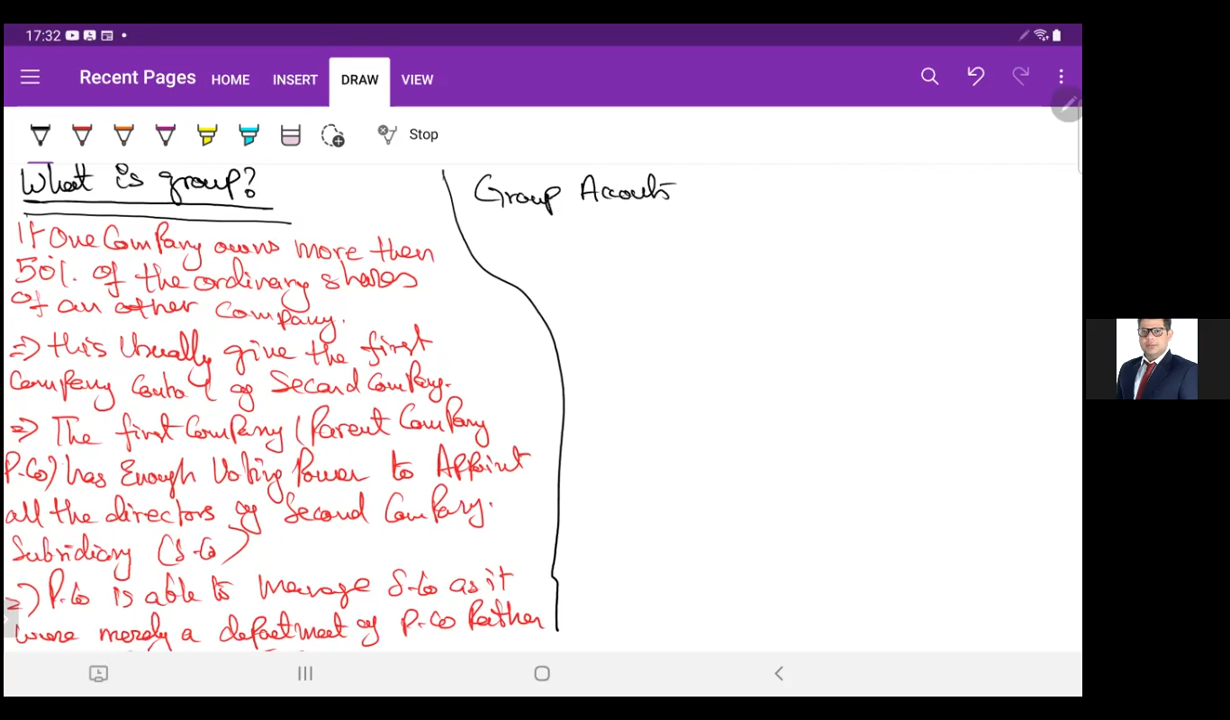 17:32
Recent Pages HOME INSERT DRAW VIEW
Stop
What is group?
If One Company owns more then
50% of the ordinary shares
of an other Company.
=> this Usually give the first
Company Control of Second Company.
=> The first Company (Parent Company
P.Co) has Enough Voting Power to Appoint
all the directors of Second Company.
Subsidiary (S-Co)
=> P.Co is able to manage S-Co as it
were merely a department of P.Co Rather
Group Accouts